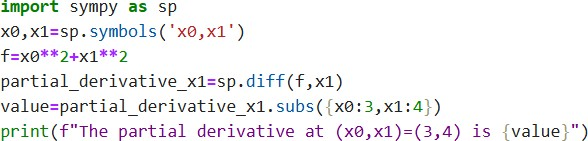 import sympy as sp
x0,x1=sp.symbols('x0,x1')
f=x0**2+x1**2
partial_derivative_x1=sp.diff(f,x1)
value=partial_derivative_x1.subs({x0:3,x1:4})
print(f"The partial derivative at (x0,x1)=(3,4) is {value}")